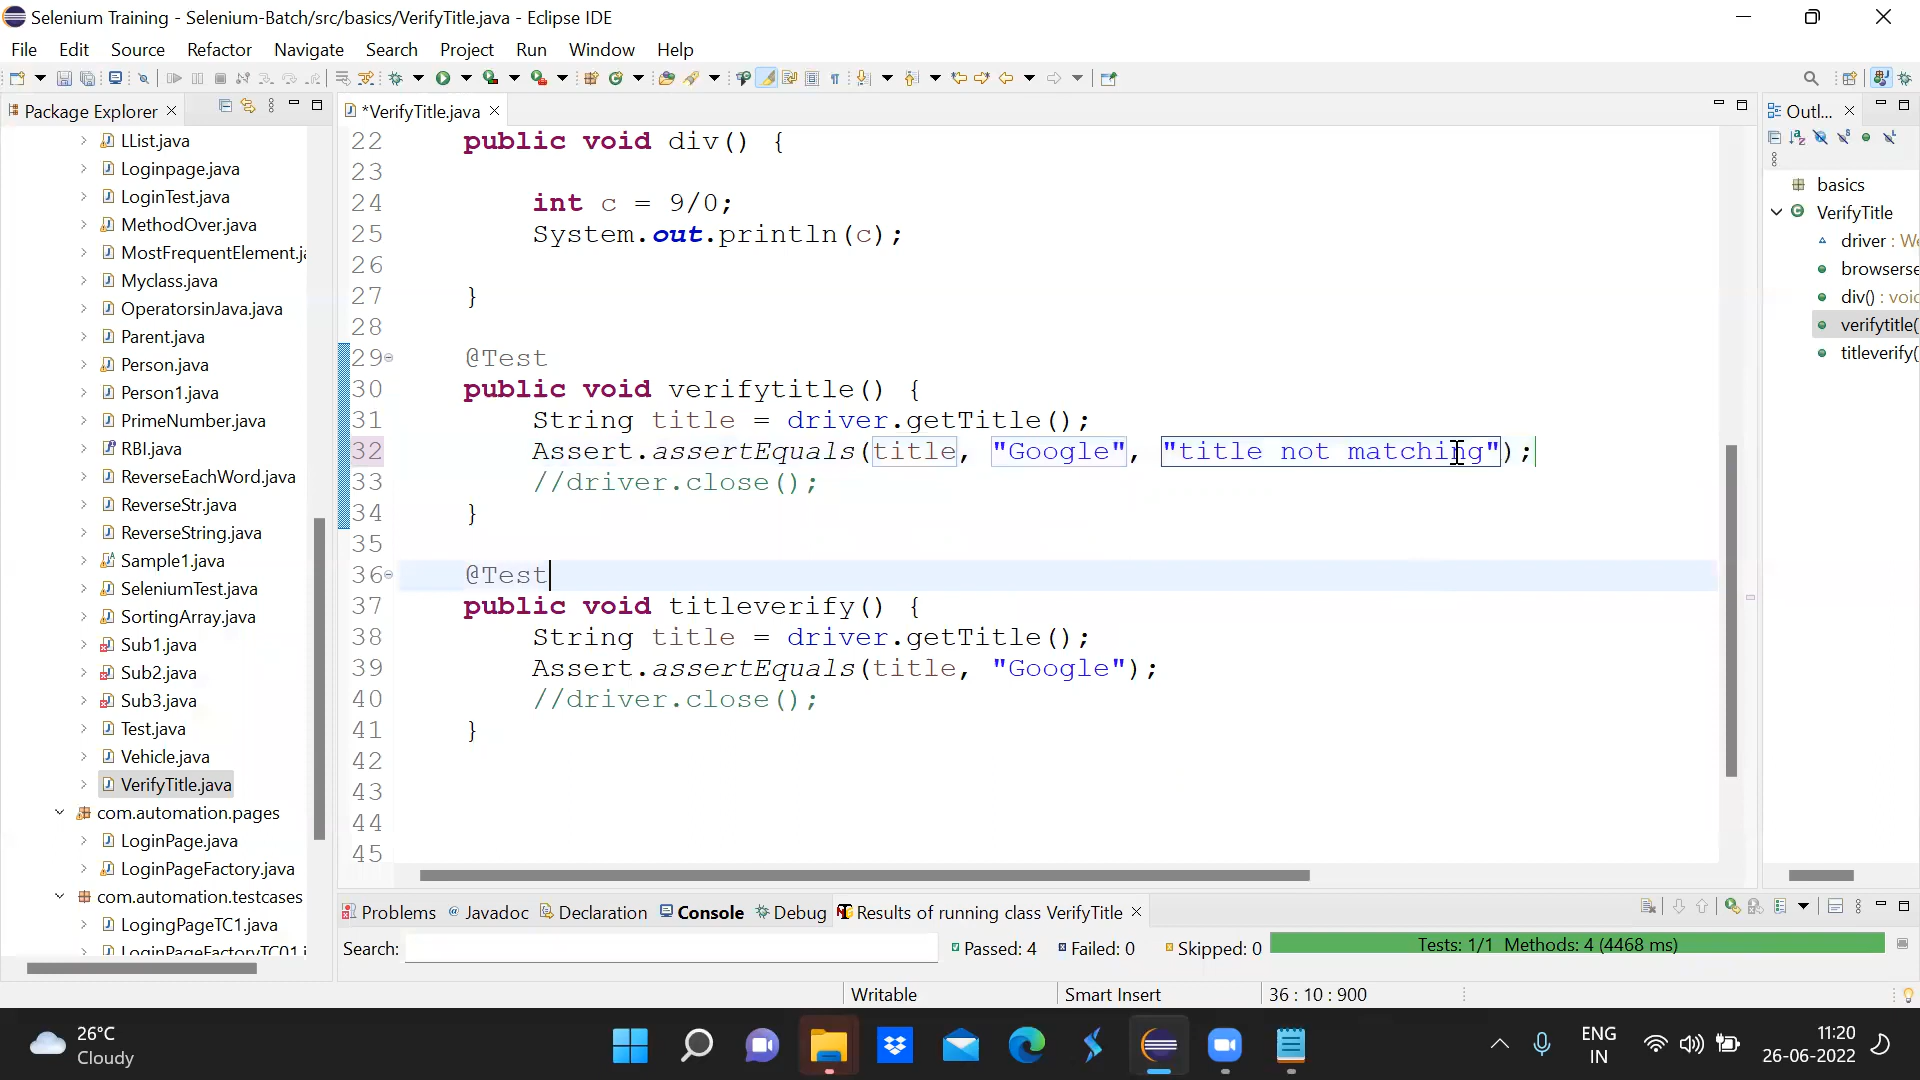 Selenium Training - Selenium-Batch/src/basics/VerifyTitle.java - Eclipse IDE
File Edit Source Refactor Navigate Search Project Run Window Help
Package Explorer
LList.java
Loginpage.java
LoginTest.java
MethodOver.java
MostFrequentElement.ja
Myclass.java
OperatorsinJava.java
Parent.java
Person.java
Person1.java
PrimeNumber.java
RBI.java
ReverseEachWord.java
ReverseStr.java
ReverseString.java
Sample1.java
SeleniumTest.java
SortingArray.java
Sub1.java
Sub2.java
Sub3.java
Test.java
Vehicle.java
VerifyTitle.java
com.automation.pages
LoginPage.java
LoginPageFactory.java
com.automation.testcases
LogingPageTC1.java
LoginPageFactoryTC01.j
*VerifyTitle.java
22 public void div() {
23
24 int c = 9/0;
25 System.out.println(c);
26
27 }
28
29 @Test
30 public void verifytitle() {
31 String title = driver.getTitle();
32 Assert.assertEquals(title, "Google", "title not matching");
33 //driver.close();
34 }
35
36 @Test
37 public void titleverify() {
38 String title = driver.getTitle();
39 Assert.assertEquals(title, "Google");
40 //driver.close();
41 }
42
43
44
45
Outl...
basics
VerifyTitle
driver : We
browserse
div() : voic
verifytitle(
titleverify(
Problems Javadoc Declaration Console Debug Results of running class VerifyTitle
Search: Passed: 4 Failed: 0 Skipped: 0 Tests: 1/1 Methods: 4 (4468 ms)
Writable Smart Insert 36 : 10 : 900
26°C
Cloudy
ENG
IN
11:20
26-06-2022